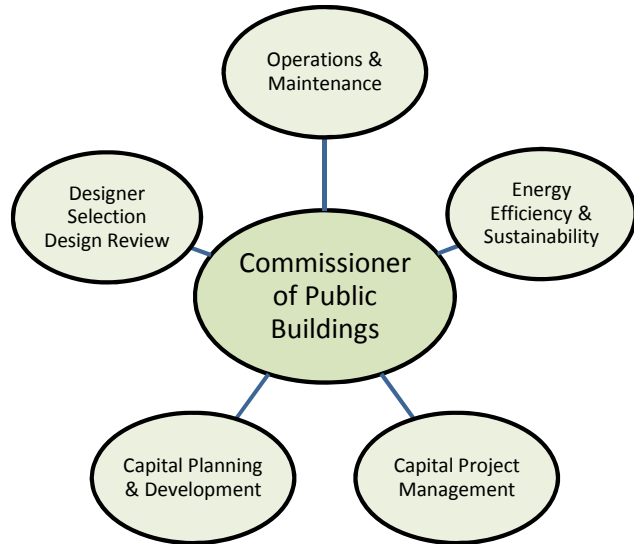 Operations &
Maintenance
Designer
Selection
Design Review
Energy
Efficiency &
Sustainability
Commissioner
of Public
Buildings
Capital Planning
& Development
Capital Project
Management